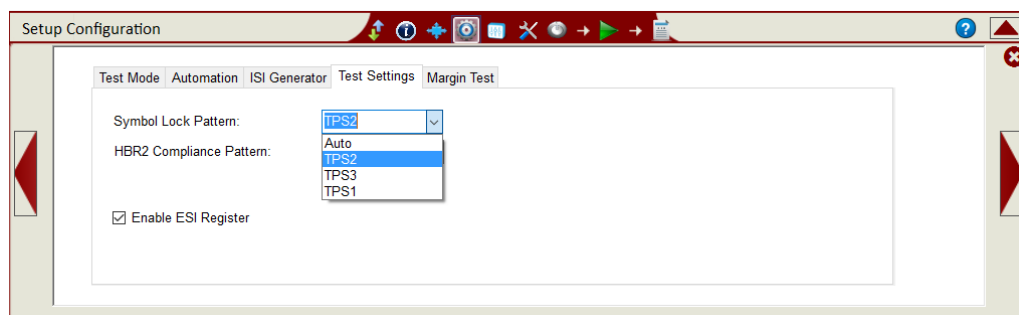 Setup Configuration
Test Mode Automation ISI Generator Test Settings Margin Test
Symbol Lock Pattern: TPS2
HBR2 Compliance Pattern:
Auto
TPS2
TPS3
TPS1
Enable ESI Register